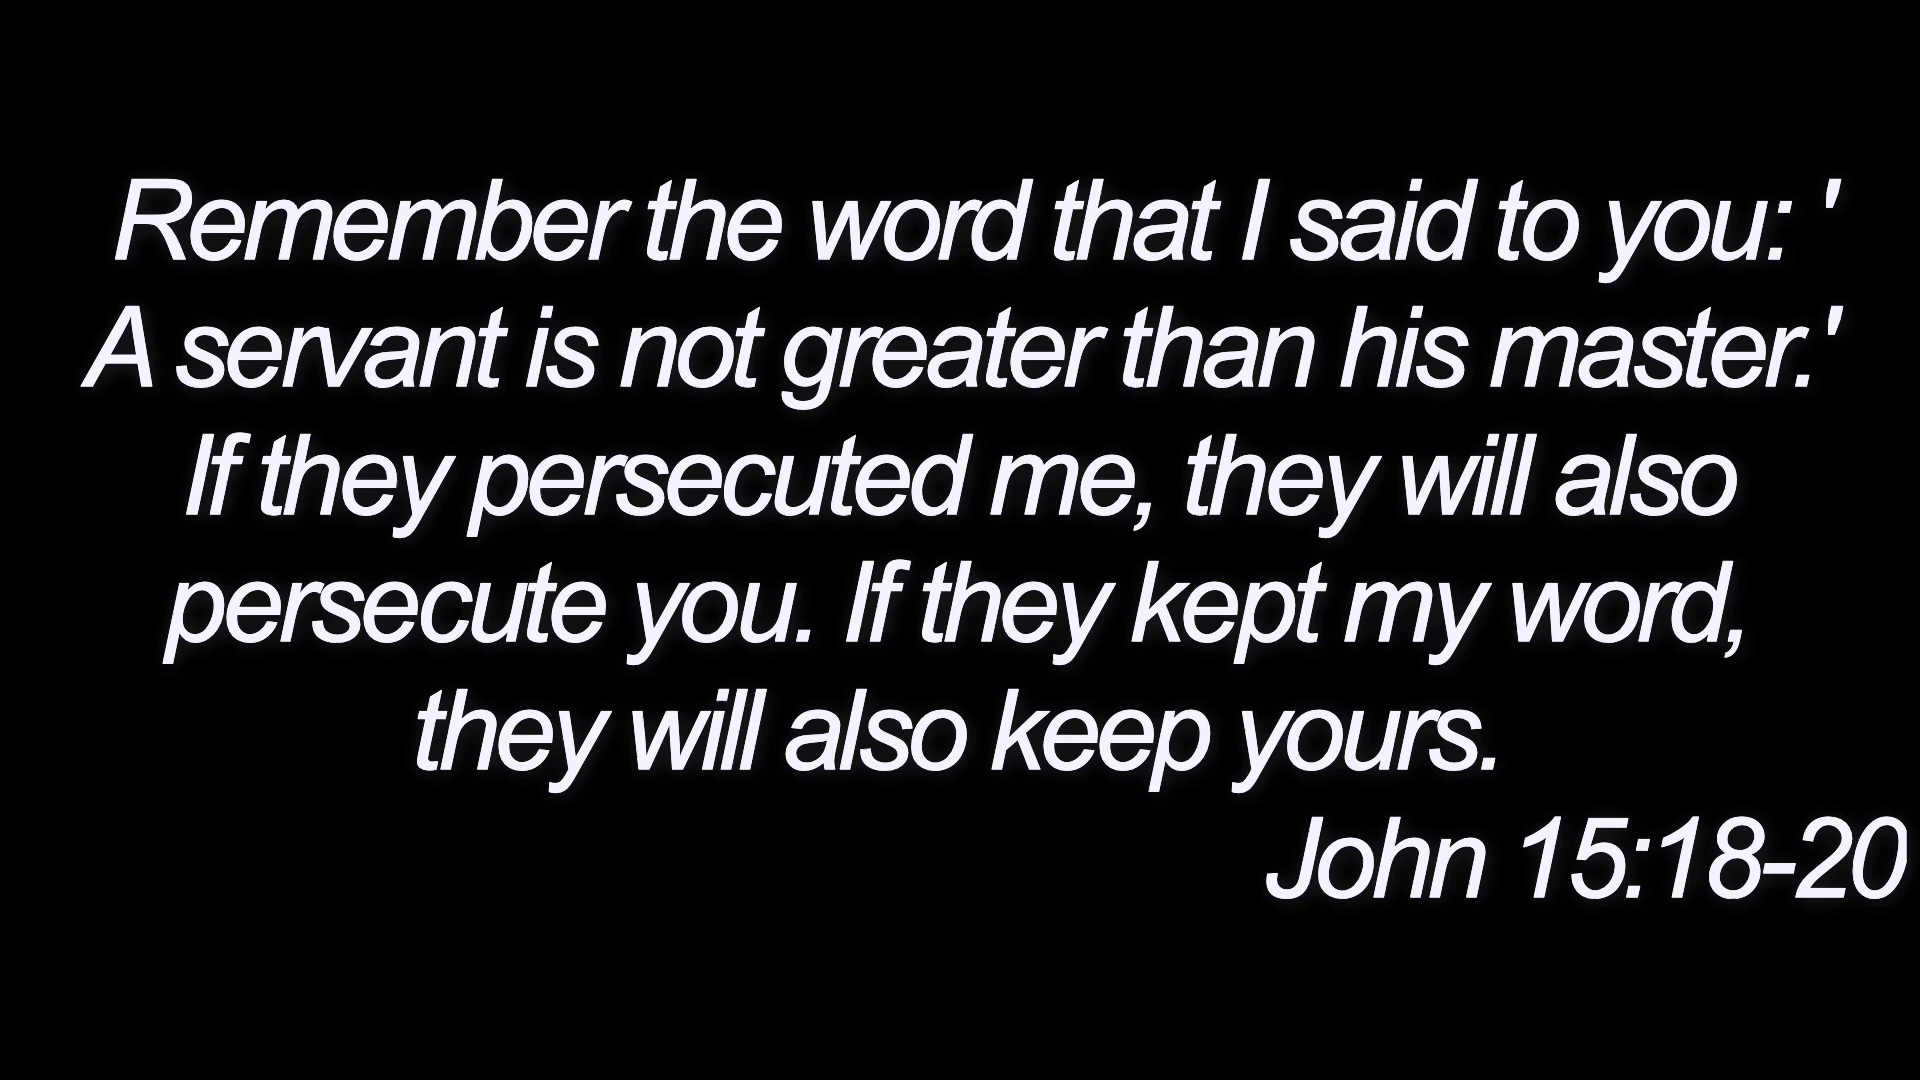 Remember the word that I said to you: '
A servant is not greater than his master.'
If they persecuted me, they will also
persecute you. If they kept my word,
they will also keep yours.
John 15:18-20